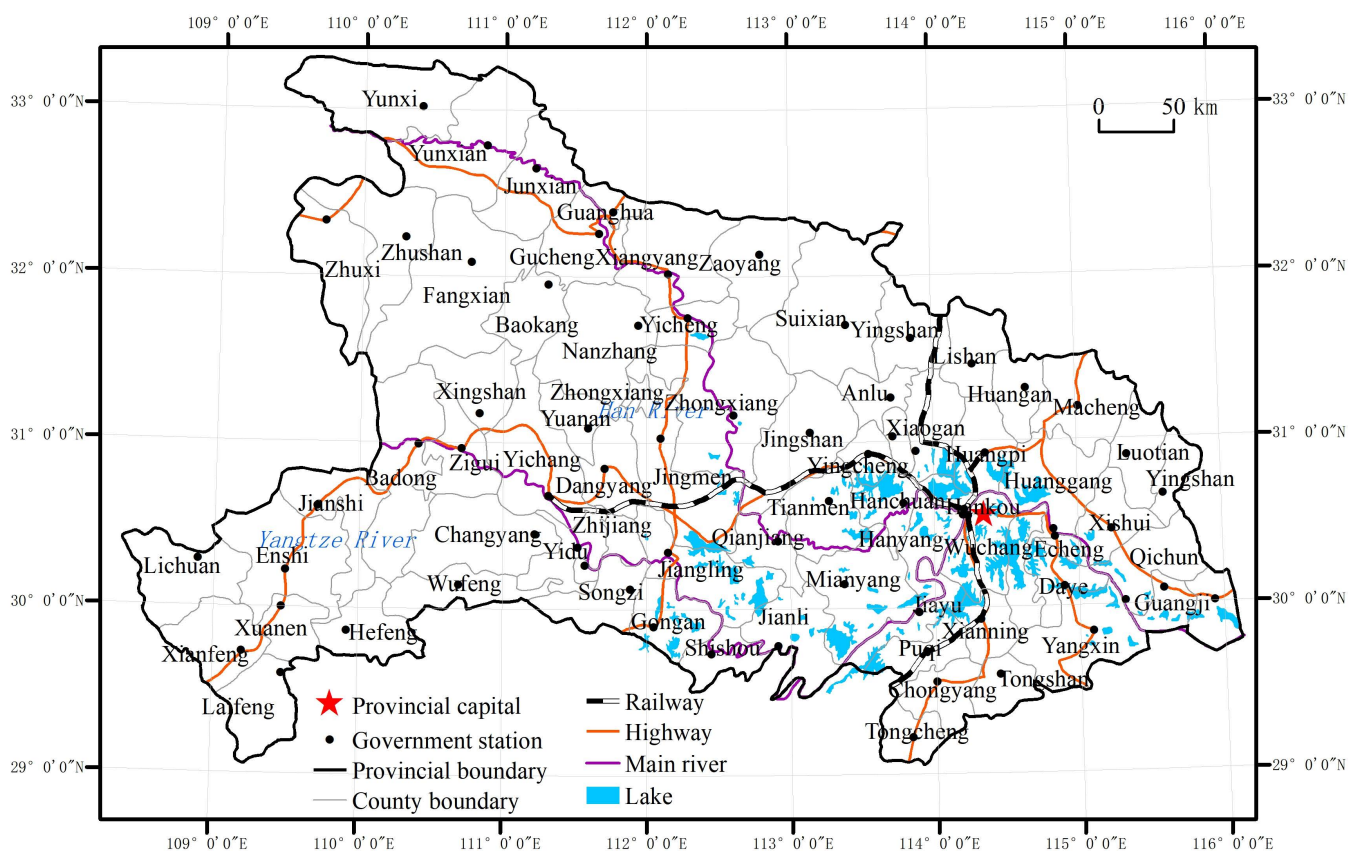 109° 0′0″E
110° 0′0″E
111° 0′0″E
112° 0′0″E
113° 0′0″E
114° 0′0″E
115° 0′0″E
116° 0′0″E
33° 0′0″N
33° 0′0″N
0 50 km
Yunxi
Yunxian
Junxian
Guanghua
Zhushan
Gucheng
Xiangyang
Zaoyang
Zhuxi
32° 0′0″N
32° 0′0″N
Fangxian
Baokang
Yicheng
Suixian
Yingshan
Nanzhang
Lishan
Xingshan
Zhongxiang
Zhongxiang
Anlu
Huangan
Macheng
Han River
Yuanan
Jingshan
Xiaogan
31° 0′0″N
31° 0′0″N
Badong
Zigui
Yichang
Dangyang
Jingmen
Yingcheng
Huangpi
Luotian
Yingshan
Jianshi
Huanggang
Tianmen
Hanchuan
Hankou
Zhijiang
Changyang
Yangtze River
Qianjiang
Hanyang
Wuchang
Echeng
Xishui
Lichuan
Enshi
Yidu
Jiangling
Qichun
Wufeng
Songzi
Mianyang
Daye
30° 0′0″N
30° 0′0″N
Guangji
Xuanen
Hefeng
Gongan
Jianli
Jiayu
Xianning
Xianfeng
Shishou
Puqi
Yangxin
Laifeng
Chongyang
Tongshan
Tongcheng
Provincial capital
Government station
Provincial boundary
County boundary
Railway
Highway
Main river
Lake
29° 0′0″N
29° 0′0″N
109° 0′0″E
110° 0′0″E
111° 0′0″E
112° 0′0″E
113° 0′0″E
114° 0′0″E
115° 0′0″E
116° 0′0″E